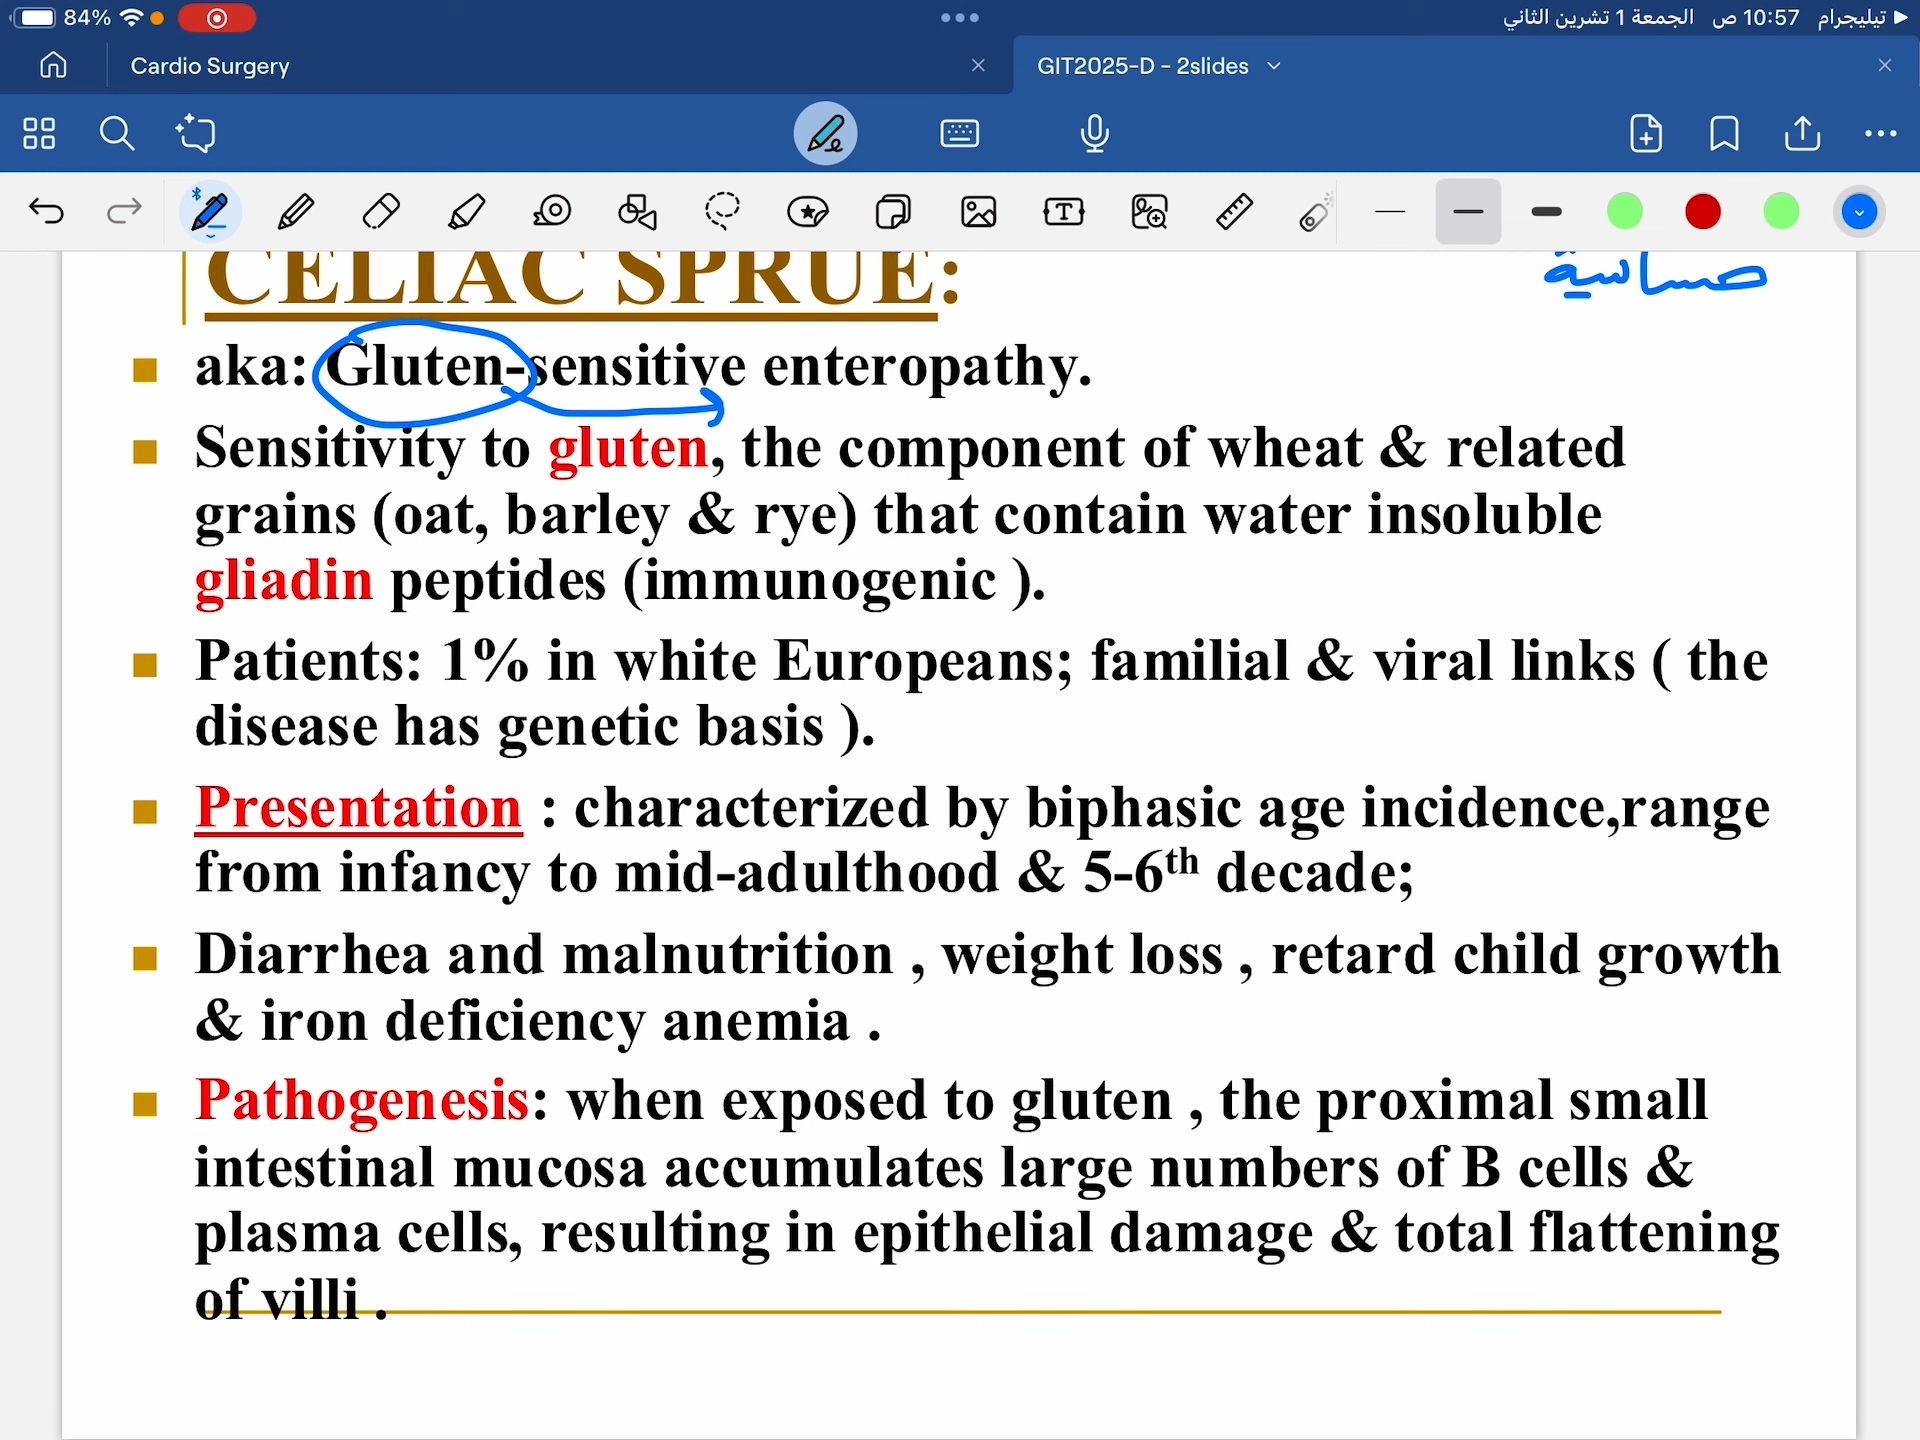 84%
تيليجرام 10:57 ص الجمعة 1 تشرين الثاني
Cardio Surgery
GIT2025-D - 2slides
CELIAC SPRUE:
حساسية
aka: Gluten-sensitive enteropathy.
Sensitivity to gluten, the component of wheat & related
grains (oat, barley & rye) that contain water insoluble
gliadin peptides (immunogenic ).
Patients: 1% in white Europeans; familial & viral links ( the
disease has genetic basis ).
Presentation : characterized by biphasic age incidence,range
from infancy to mid-adulthood & 5-6th decade;
Diarrhea and malnutrition , weight loss , retard child growth
& iron deficiency anemia .
Pathogenesis: when exposed to gluten , the proximal small
intestinal mucosa accumulates large numbers of B cells &
plasma cells, resulting in epithelial damage & total flattening
of villi .